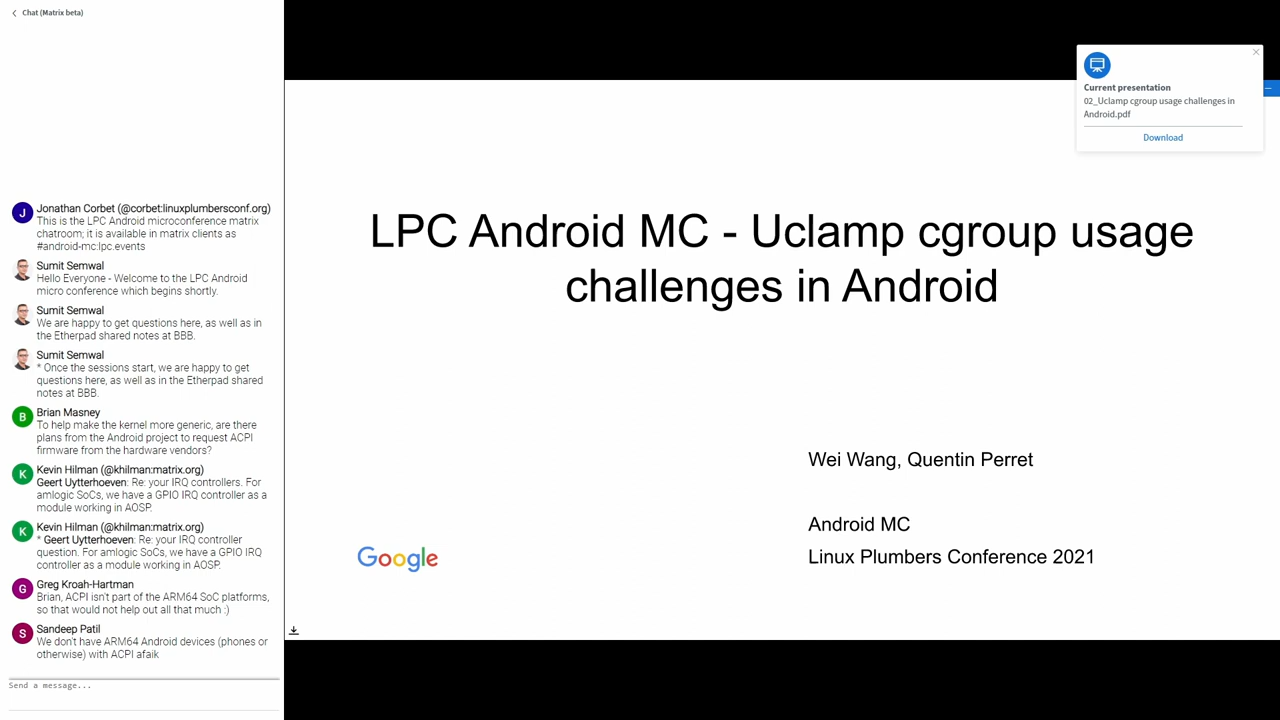 Chat (Matrix beta)
Jonathan Corbet (@corbet:linuxplumbersconf.org)
This is the LPC Android microconference matrix
chatroom; it is available in matrix clients as
#android-mc:lpc.events
Sumit Semwal
Hello Everyone - Welcome to the LPC Android
micro conference which begins shortly.
Sumit Semwal
We are happy to get questions here, as well as in
the Etherpad shared notes at BBB.
Sumit Semwal
* Once the sessions start, we are happy to get
questions here, as well as in the Etherpad shared
notes at BBB.
B
Brian Masney
To help make the kernel more generic, are there
plans from the Android project to request ACPI
firmware from the hardware vendors?
K
Kevin Hilman (@khilman:matrix.org)
Geert Uytterhoeven: Re: your IRQ controllers. For
amlogic SoCs, we have a GPIO IRQ controller as a
module working in AOSP.
K
Kevin Hilman (@khilman:matrix.org)
* Geert Uytterhoeven: Re: your IRQ controller
question. For amlogic SoCs, we have a GPIO IRQ
controller as a module working in AOSP.
G
Greg Kroah-Hartman
Brian, ACPI isn't part of the ARM64 SoC platforms,
so that would not help out all that much :)
S
Sandeep Patil
We don't have ARM64 Android devices (phones or
otherwise) with ACPI afaik
Send a message...
J
LPC Android MC - Uclamp cgroup usage
challenges in Android
Wei Wang, Quentin Perret
Android MC
Linux Plumbers Conference 2021
Google
Current presentation
02_Uclamp cgroup usage challenges in
Android.pdf
Download